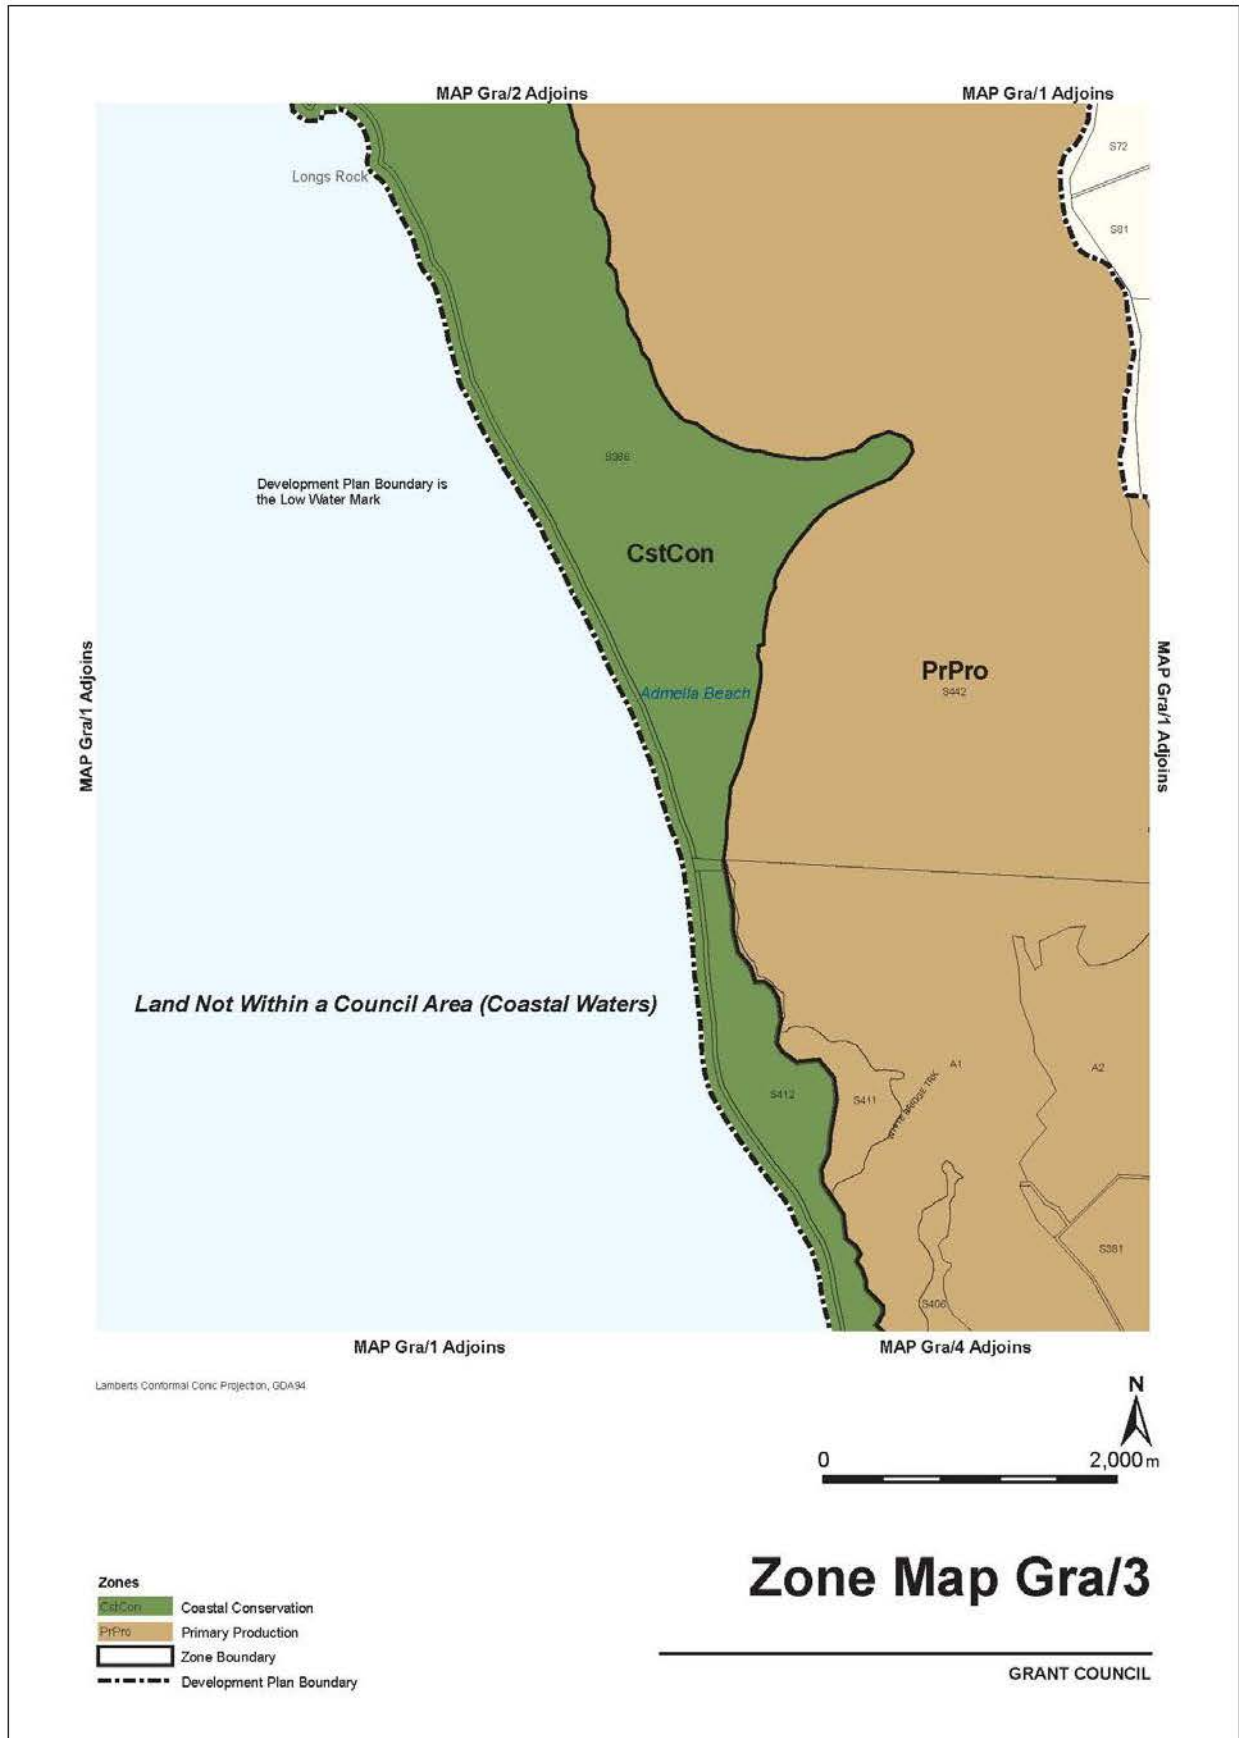 MAP Gra/2 Adjoins
MAP Gra/1 Adjoins
S72
Longs Rock
S81
S386
Development Plan Boundary is
the Low Water Mark
CstCon
MAP Gra/1 Adjoins
MAP Gra/1 Adjoins
PrPro
S442
Admella Beach
Land Not Within a Council Area (Coastal Waters)
A1
A2
S412
S411
WHITE BRIDGE TRK
S381
S406
MAP Gra/1 Adjoins
MAP Gra/4 Adjoins
Lamberts Conformal Conic Projection, GDA94
N
0
2,000 m
Zone Map Gra/3
GRANT COUNCIL
Zones
CstCon Coastal Conservation
PrPro Primary Production
Zone Boundary
Development Plan Boundary